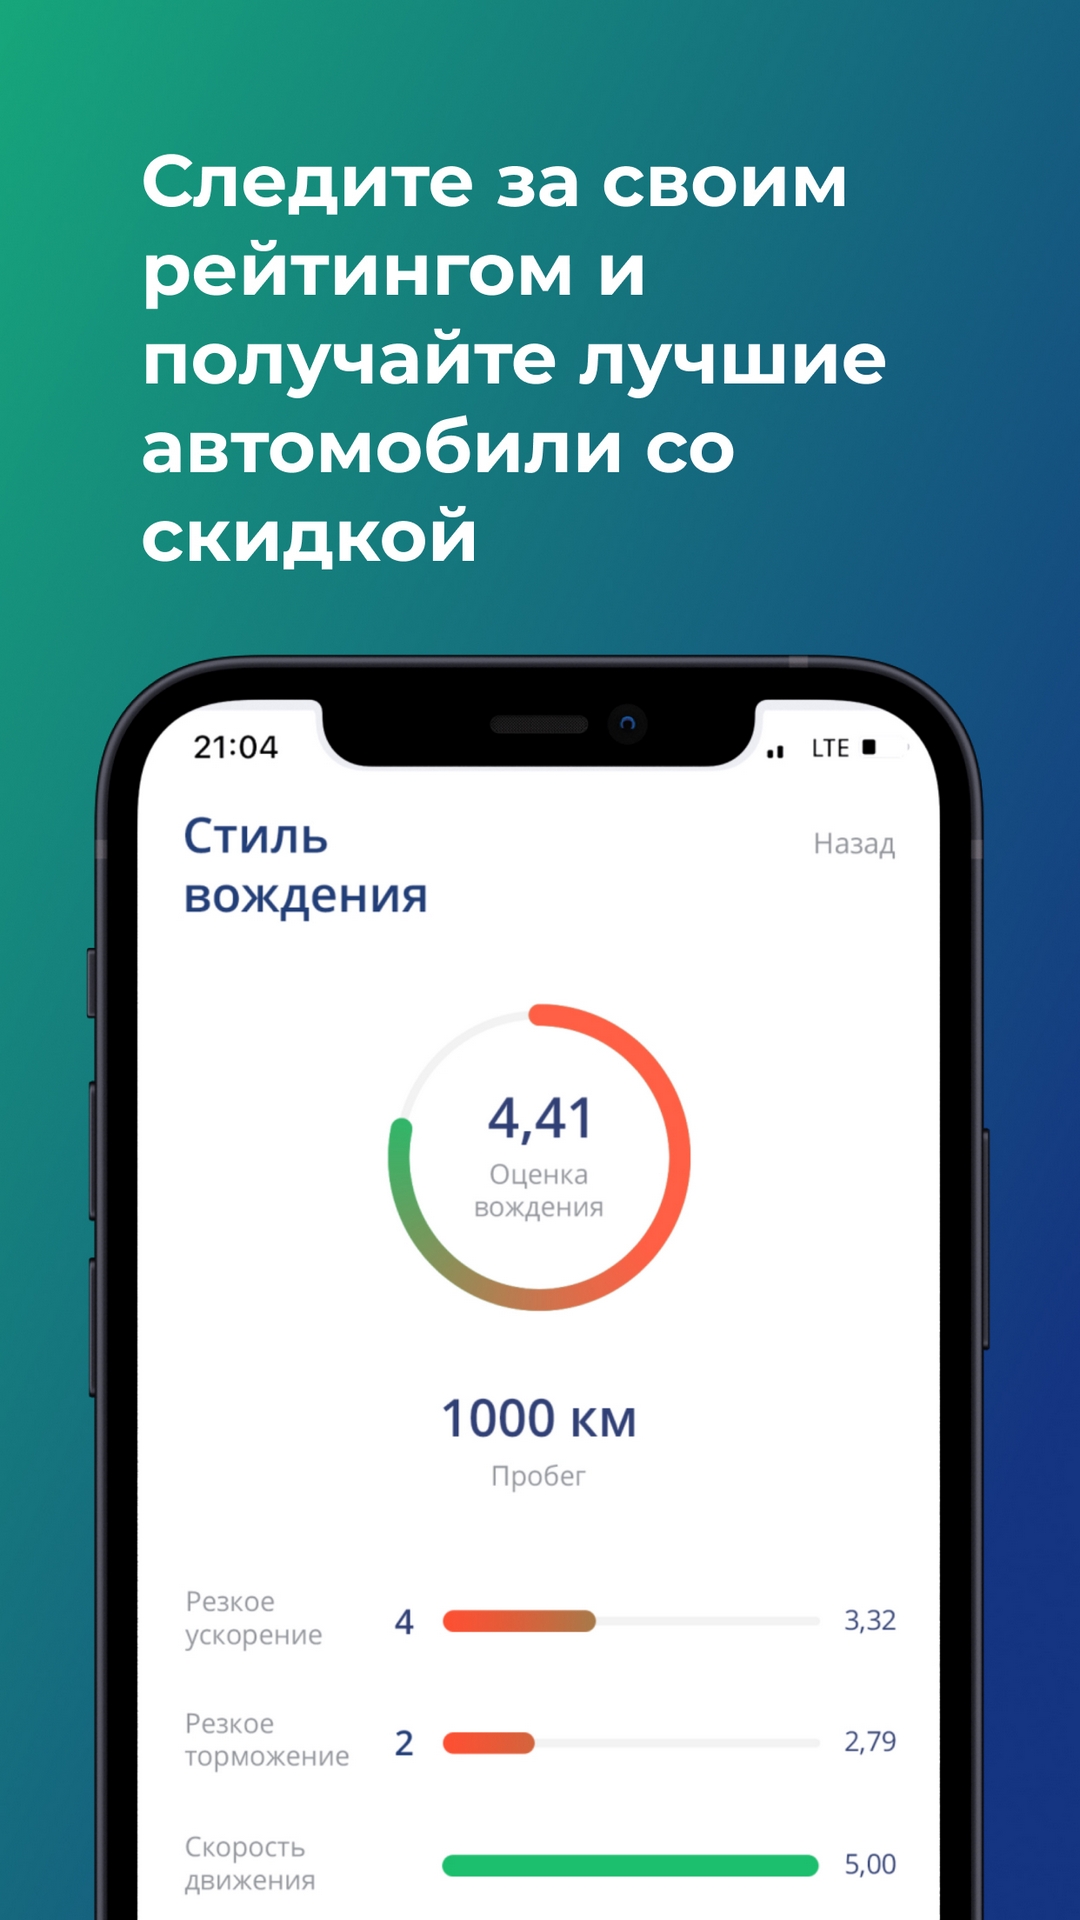 Следите за своим
рейтингом и
получайте лучшие
автомобили со
скидкой
21:04
LTE
Стиль
вождения
Назад
4,41
Оценка
вождения
1000 км
Пробег
Резкое
ускорение
4
3,32
Резкое
торможение
2
2,79
Скорость
движения
5,00